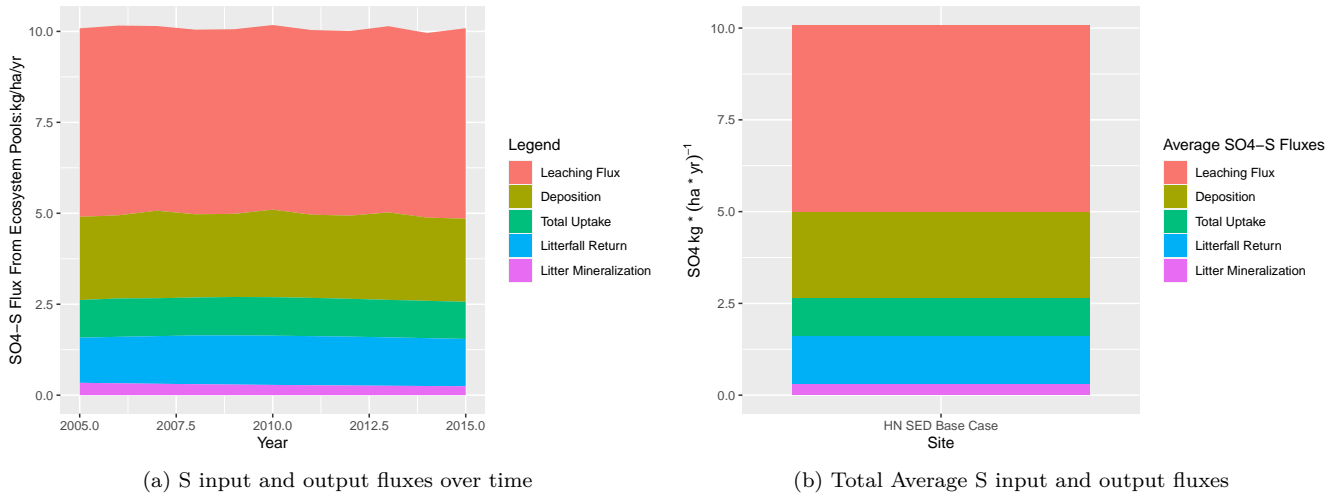 SO4−S Flux From Ecosystem Pools:kg/ha/yr
10.0
7.5
5.0
2.5
0.0
2005.0 2007.5 2010.0 2012.5 2015.0
Year
Legend
Leaching Flux
Deposition
Total Uptake
Litterfall Return
Litter Mineralization
(a) S input and output fluxes over time
SO4 kg * (ha * yr)⁻¹
10.0
7.5
5.0
2.5
0.0
HN SED Base Case
Site
Average SO4−S Fluxes
Leaching Flux
Deposition
Total Uptake
Litterfall Return
Litter Mineralization
(b) Total Average S input and output fluxes